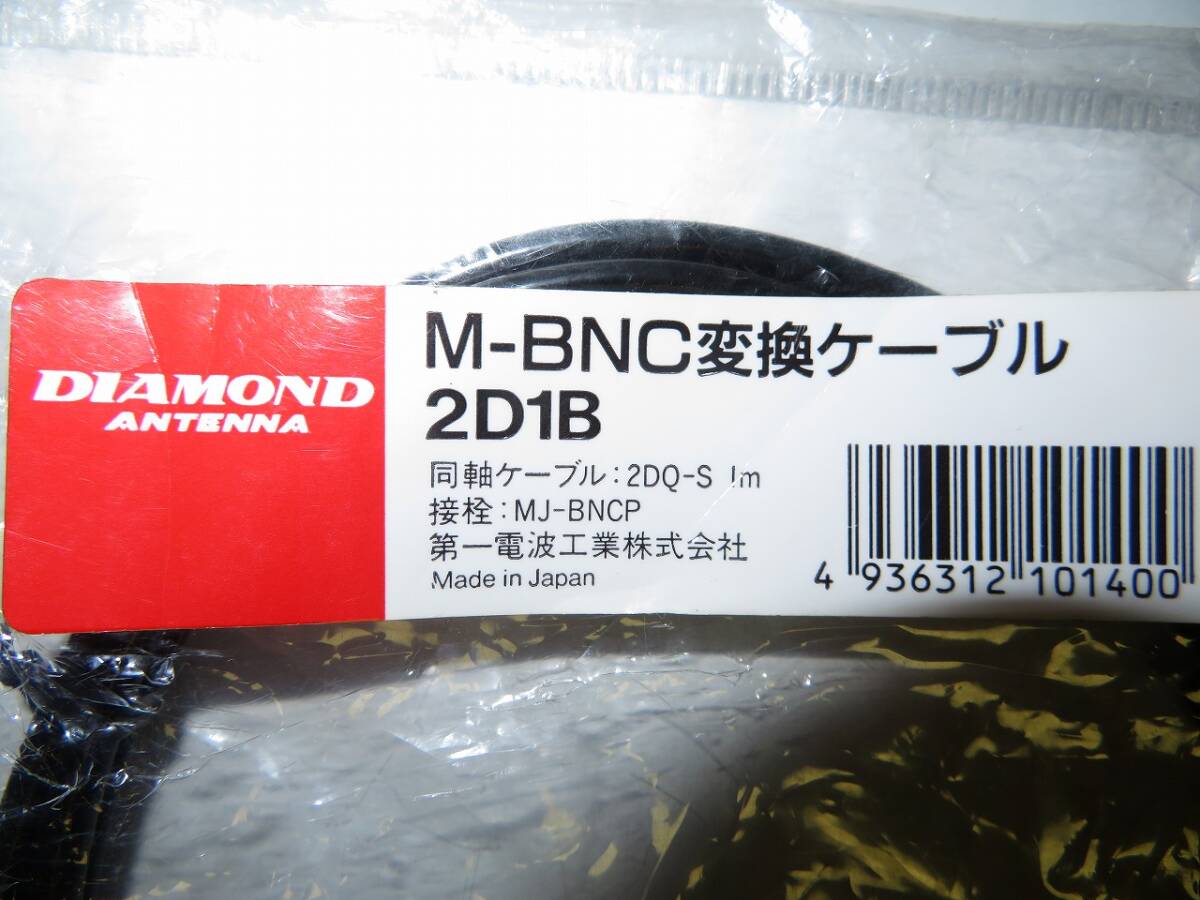 DIAMOND
ANTENNA
M-BNC変換ケーブル
2D1B
同軸ケーブル:2DQ-S 1m
接栓:MJ-BNCP
第一電波工業株式会社
Made in Japan
4 936312 101400